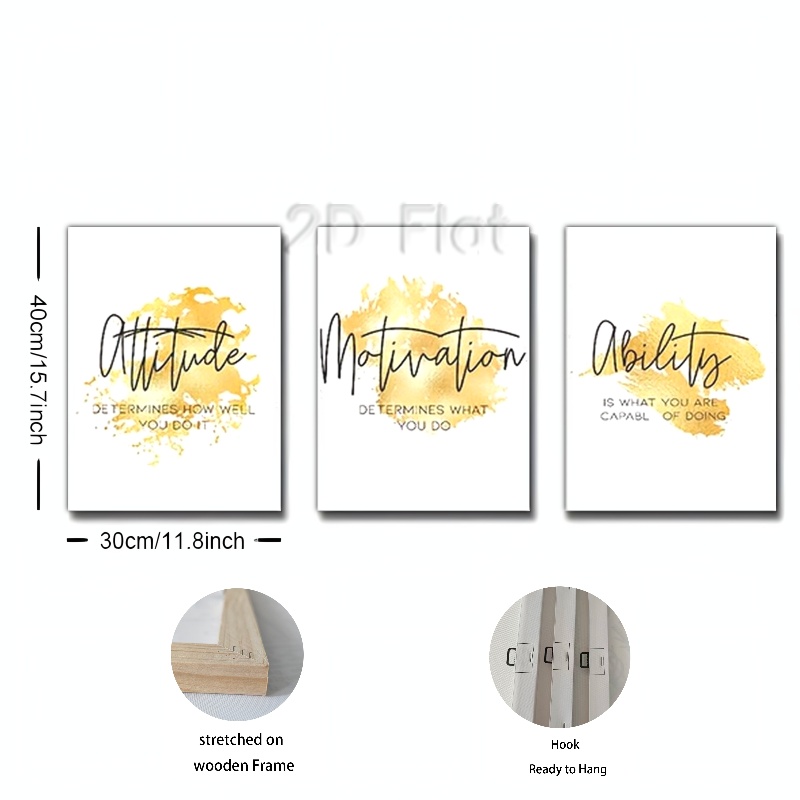 2D Flat
40cm/15.7inch
Attitude
DETERMINES HOW WELL
YOU DO IT
Motivation
DETERMINES WHAT
YOU DO
Ability
IS WHAT YOU ARE
CAPABL OF DOING
30cm/11.8inch
stretched on
wooden Frame
Hook
Ready to Hang